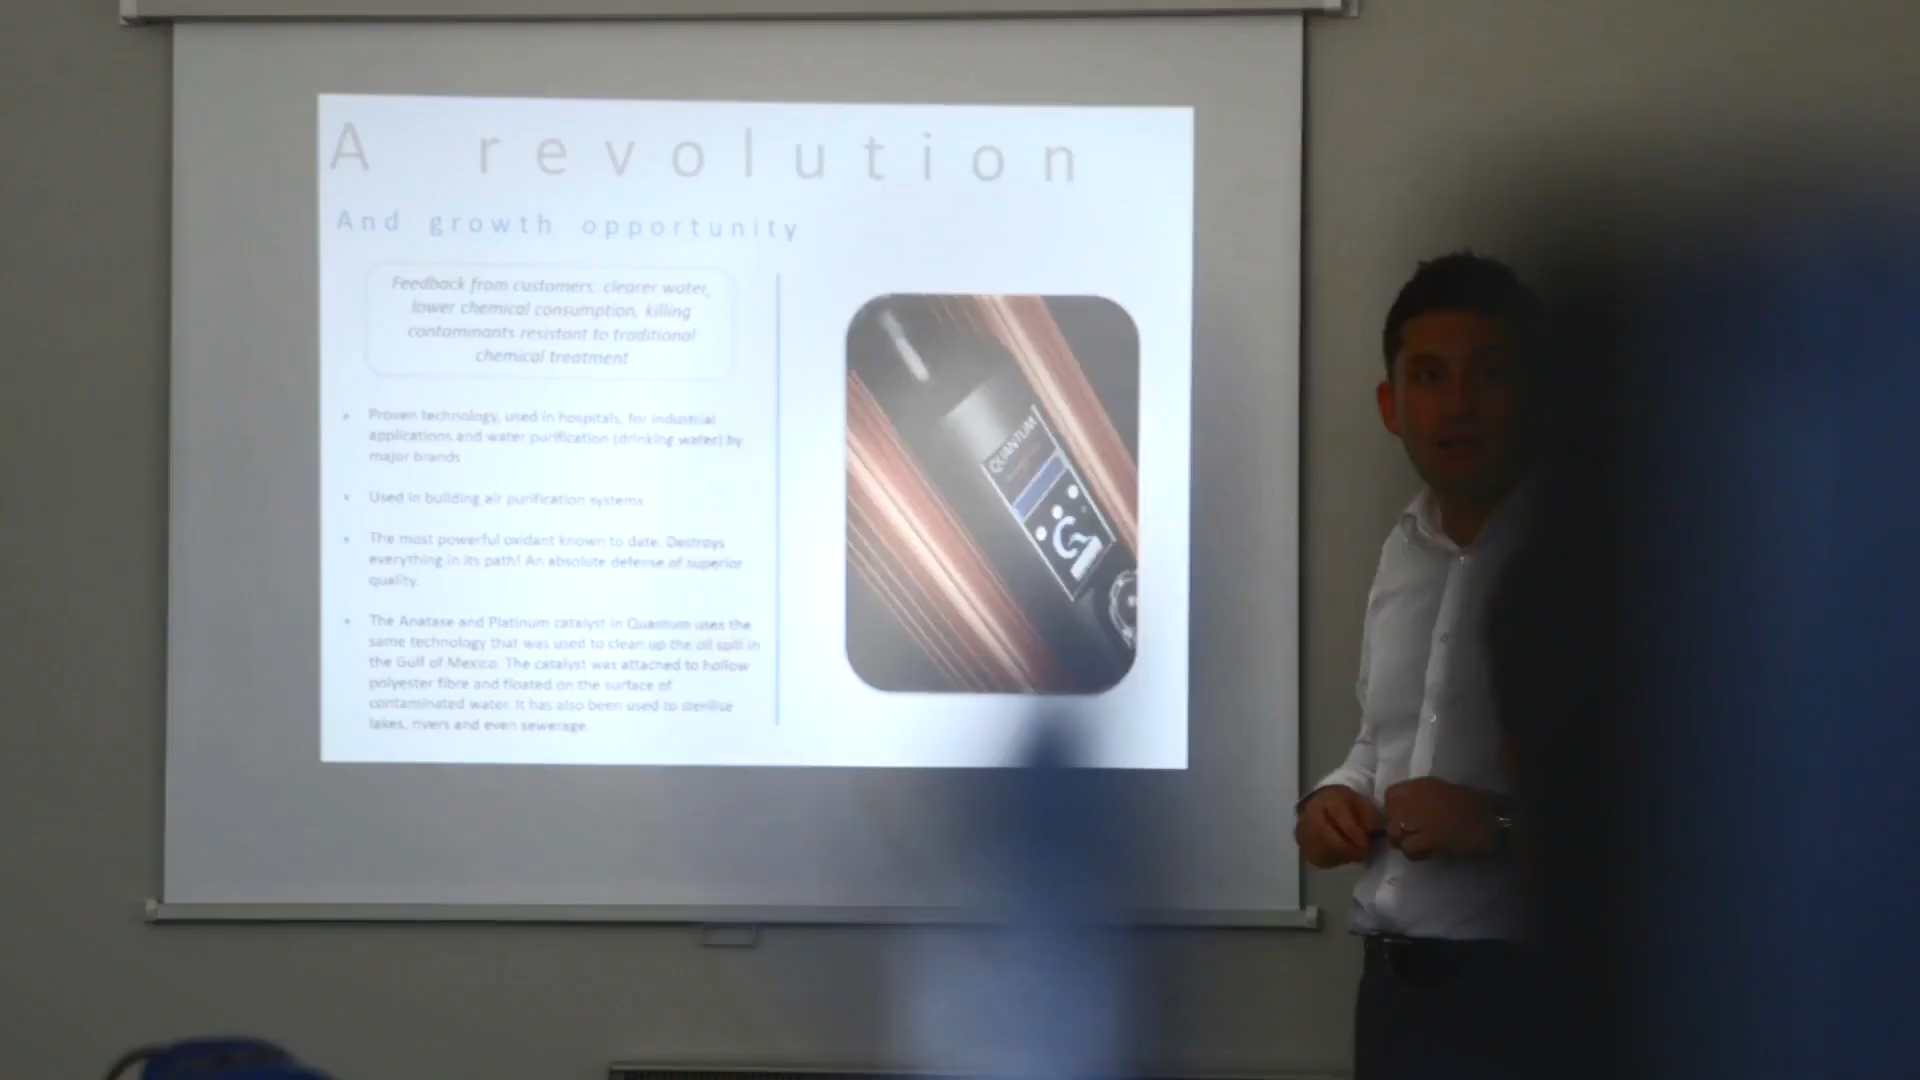 A revolution
And growth opportunity
Feedback from customers: clearer water,
lower chemical consumption, killing
contaminants resistant to traditional
chemical treatment
Proven technology, used in hospitals, for industrial
applications and water purification (drinking water) by
major brands
Used in building air purification systems
The most powerful oxidant known to date. Destroys
everything in its path! An absolute defense of superior
quality.
The Anatase and Platinum catalyst in Quantum uses the
same technology that was used to clean up the oil spill in
the Gulf of Mexico. The catalyst was attached to hollow
polyester fibre and floated on the surface of
contaminated water. It has also been used to sterilise
lakes, rivers and even sewerage.
QUANTUM